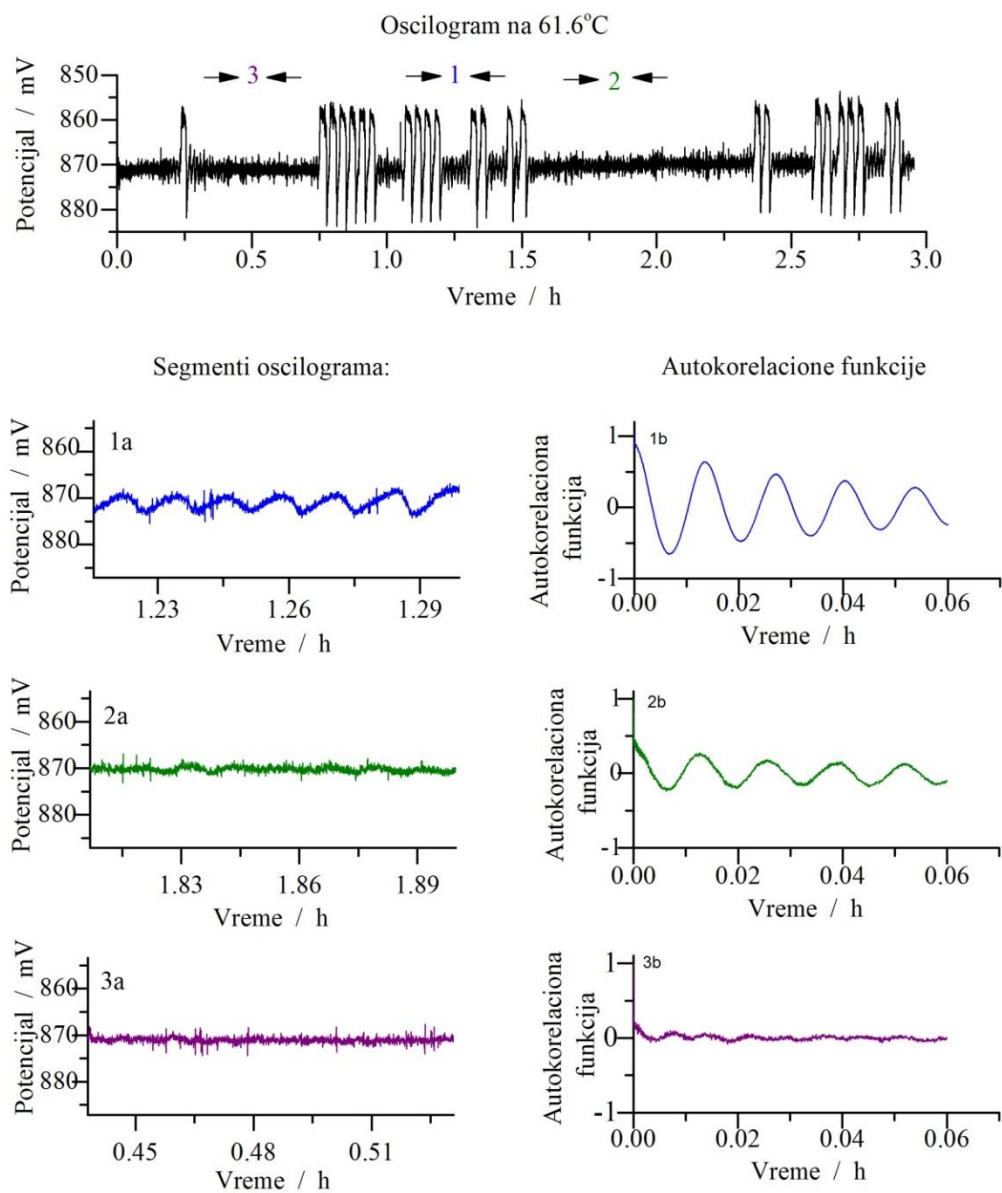 Oscilogram na 61.6°C
3 1 2
Potencijal / mV
850
860
870
880
0.0 0.5 1.0 1.5 2.0 2.5 3.0
Vreme / h
Segmenti oscilograma: Autokorelacione funkcije
1a
Potencijal / mV
860
870
880
1.23 1.26 1.29
Vreme / h
1b
Autokorelaciona
funkcija
1
0
-1
0.00 0.02 0.04 0.06
Vreme / h
2a
Potencijal / mV
860
870
880
1.83 1.86 1.89
Vreme / h
2b
Autokorelaciona
funkcija
1
0
-1
0.00 0.02 0.04 0.06
Vreme / h
3a
Potencijal / mV
860
870
880
0.45 0.48 0.51
Vreme / h
3b
Autokorelaciona
funkcija
1
0
-1
0.00 0.02 0.04 0.06
Vreme / h